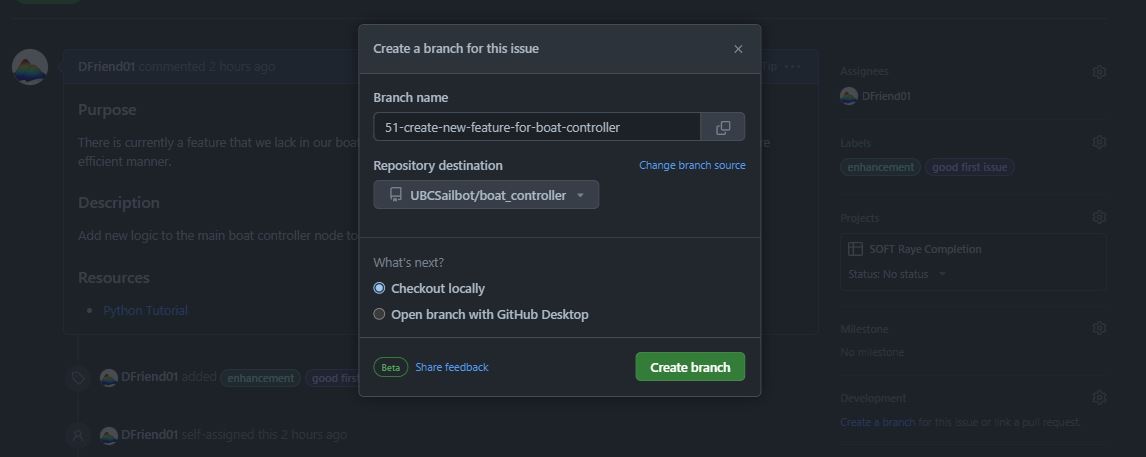 Create a branch for this issue
DFriend01 commented 2 hours ago
Tip
Assignees
DFriend01
Branch name
Purpose
51-create-new-feature-for-boat-controller
There is currently a feature that we lack in our boat
re
efficient manner.
Labels
enhancement good first issue
Repository destination
Change branch source
UBCSailbot/boat_controller
Description
Projects
Add new logic to the main boat controller node to
SOFT Raye Completion
Status: No status
What's next?
Resources
Checkout locally
Python Tutorial
Open branch with GitHub Desktop
Milestone
No milestone
Beta Share feedback
Create branch
DFriend01 added enhancement good first
Development
Create a branch for this issue or link a pull request.
DFriend01 self-assigned this 2 hours ago